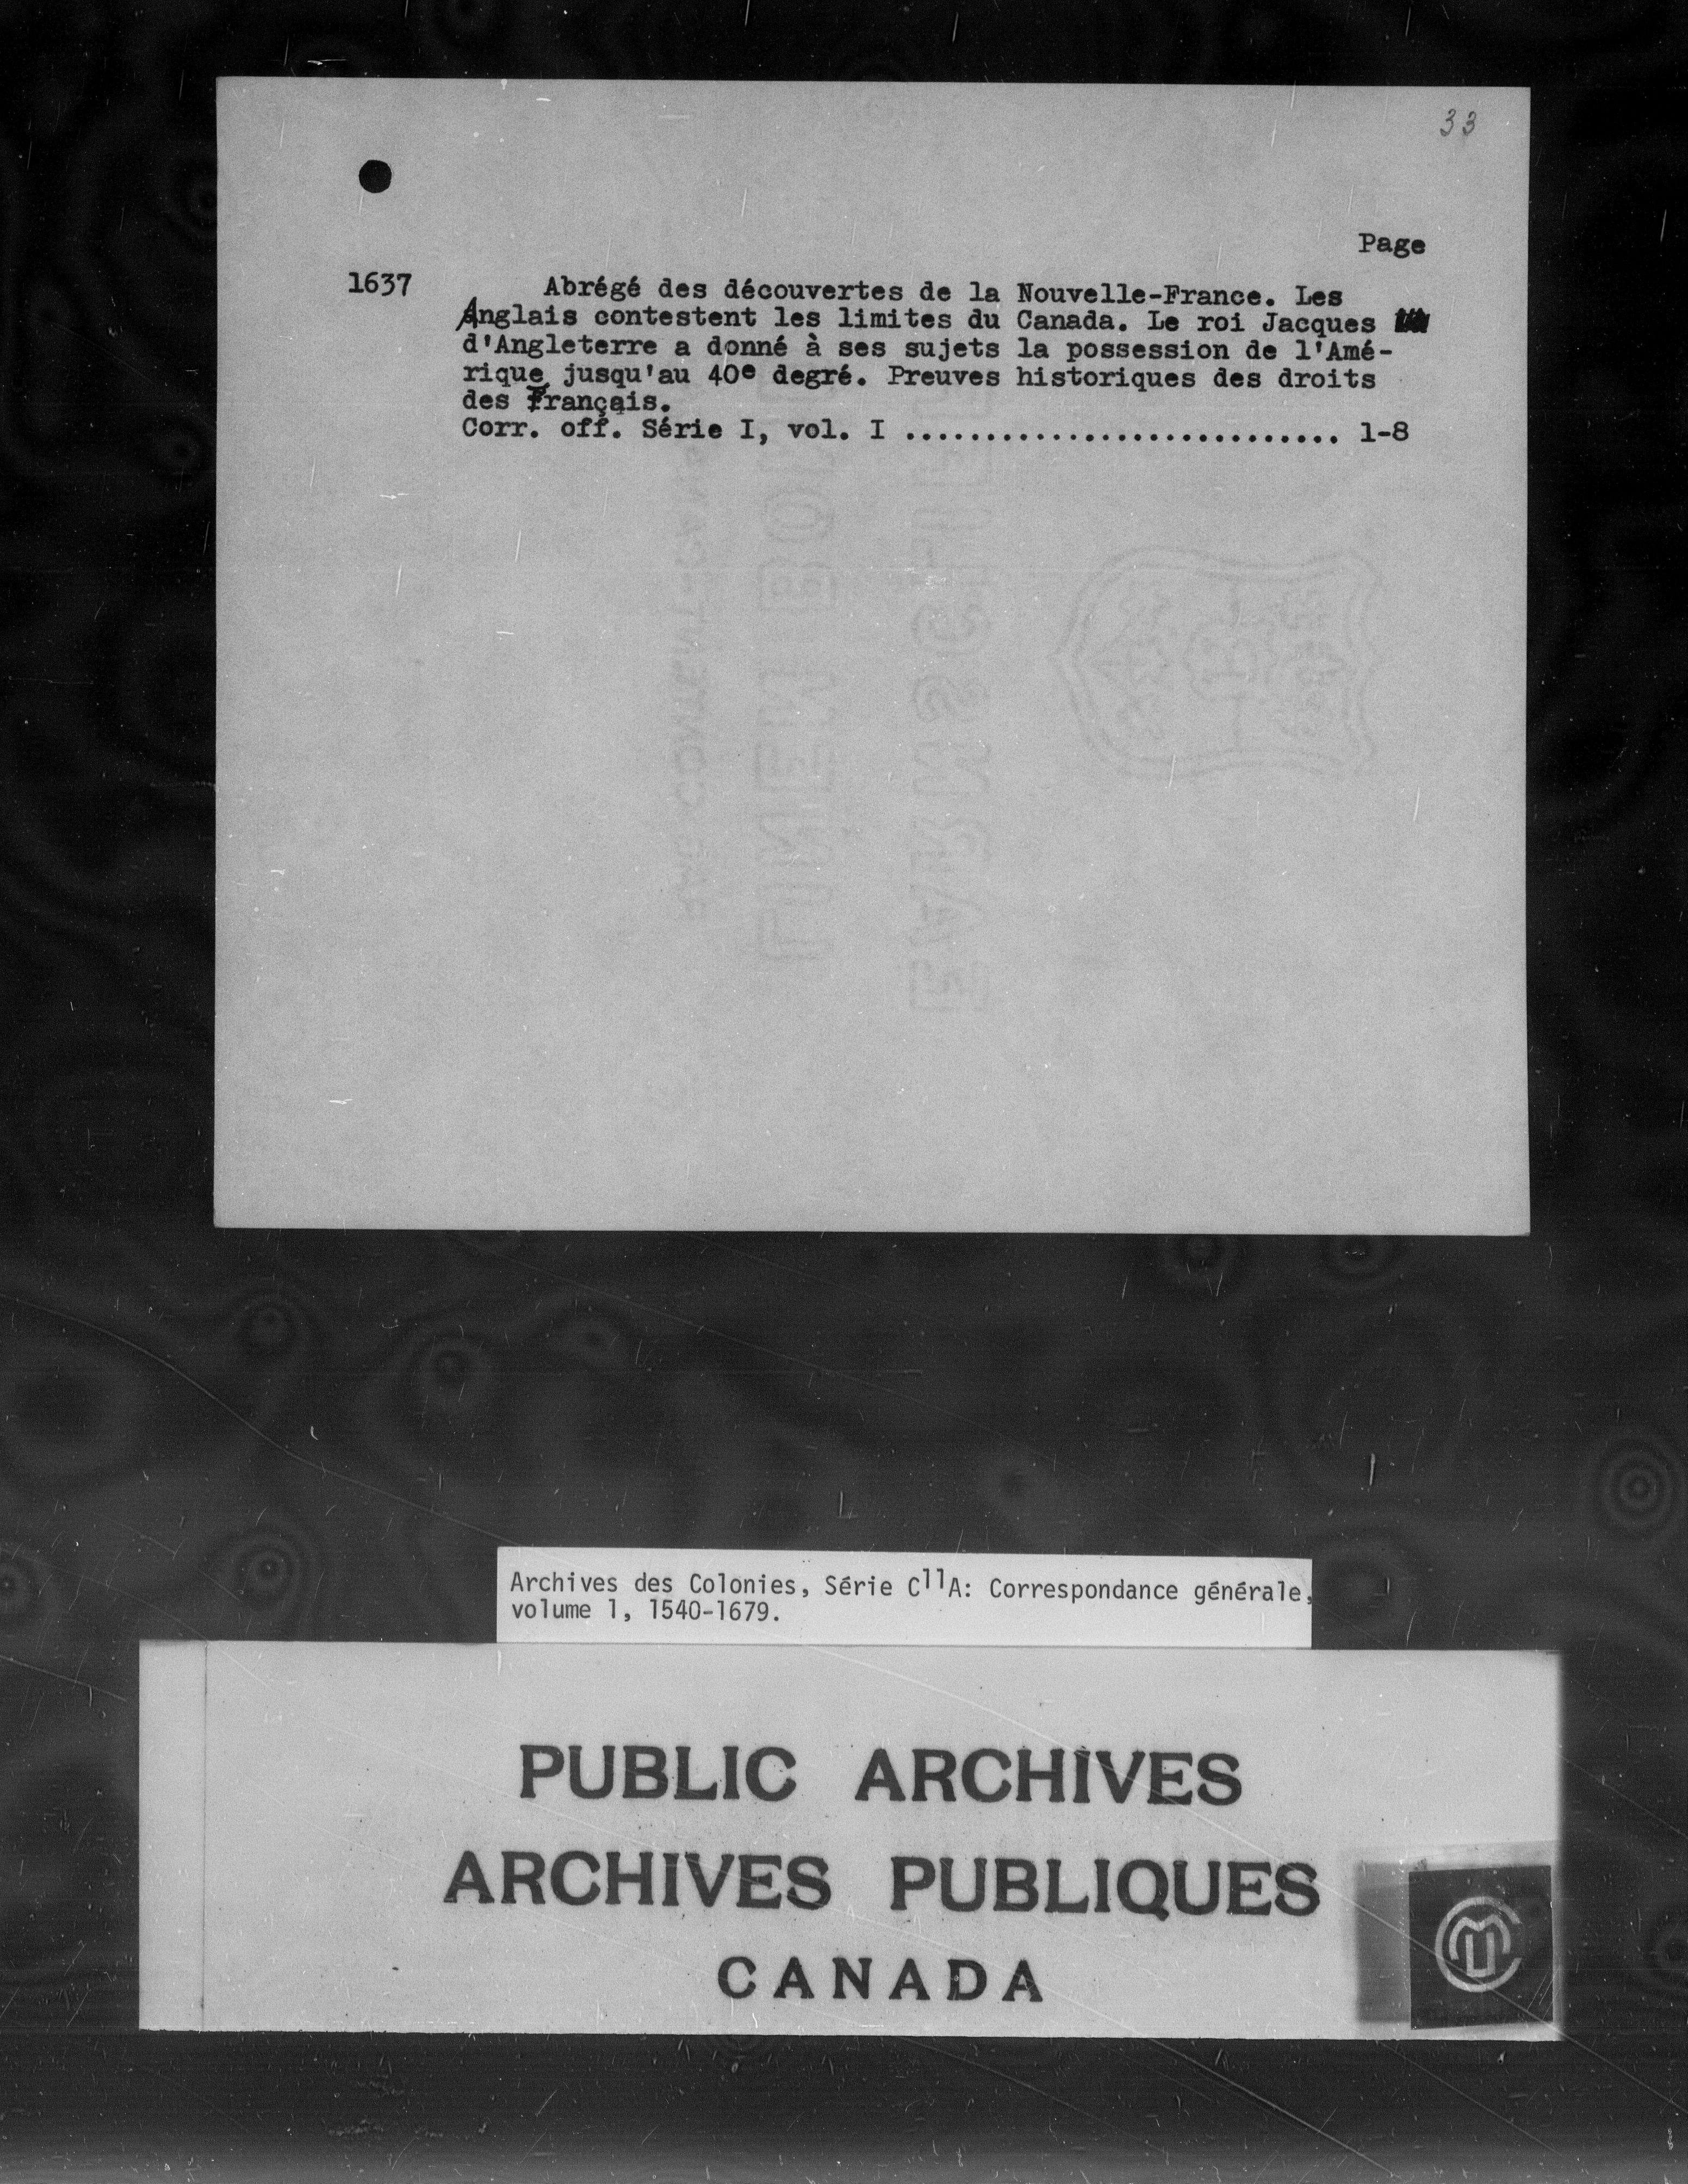 33
Page
1637 Abrégé des découvertes de la Nouvelle-France. Les
Anglais contestent les limites du Canada. Le roi Jacques
d'Angleterre a donné à ses sujets la possession de l'Amé-
rique jusqu'au 40e degré. Preuves historiques des droits
des Français.
Corr. off. Série I, vol. I ........................... 1-8
Archives des Colonies, Série C11A: Correspondance générale,
volume 1, 1540-1679.
PUBLIC ARCHIVES
ARCHIVES PUBLIQUES
CANADA